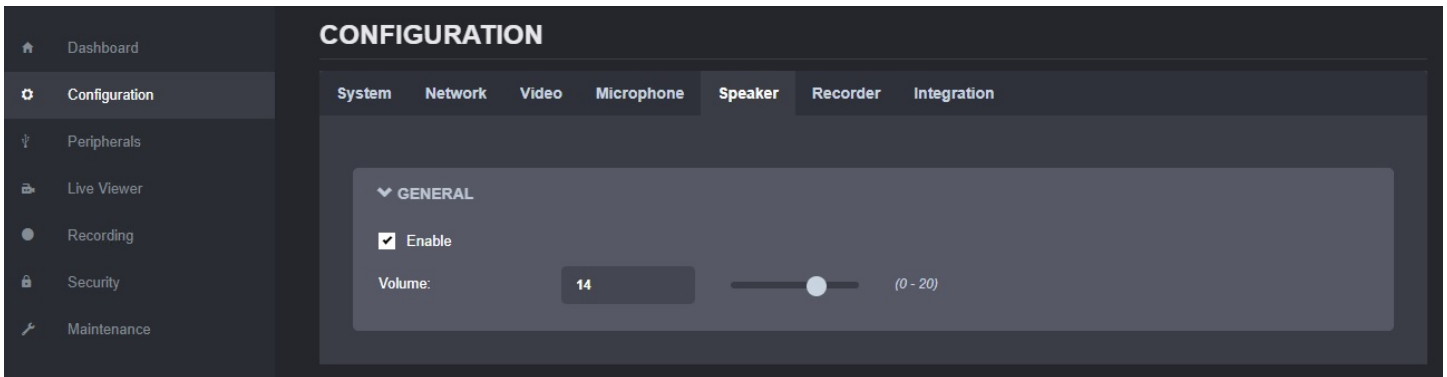 Dashboard
Configuration
Peripherals
Live Viewer
Recording
Security
Maintenance
CONFIGURATION
System Network Video Microphone Speaker Recorder Integration
GENERAL
Enable
Volume: 14 (0 - 20)